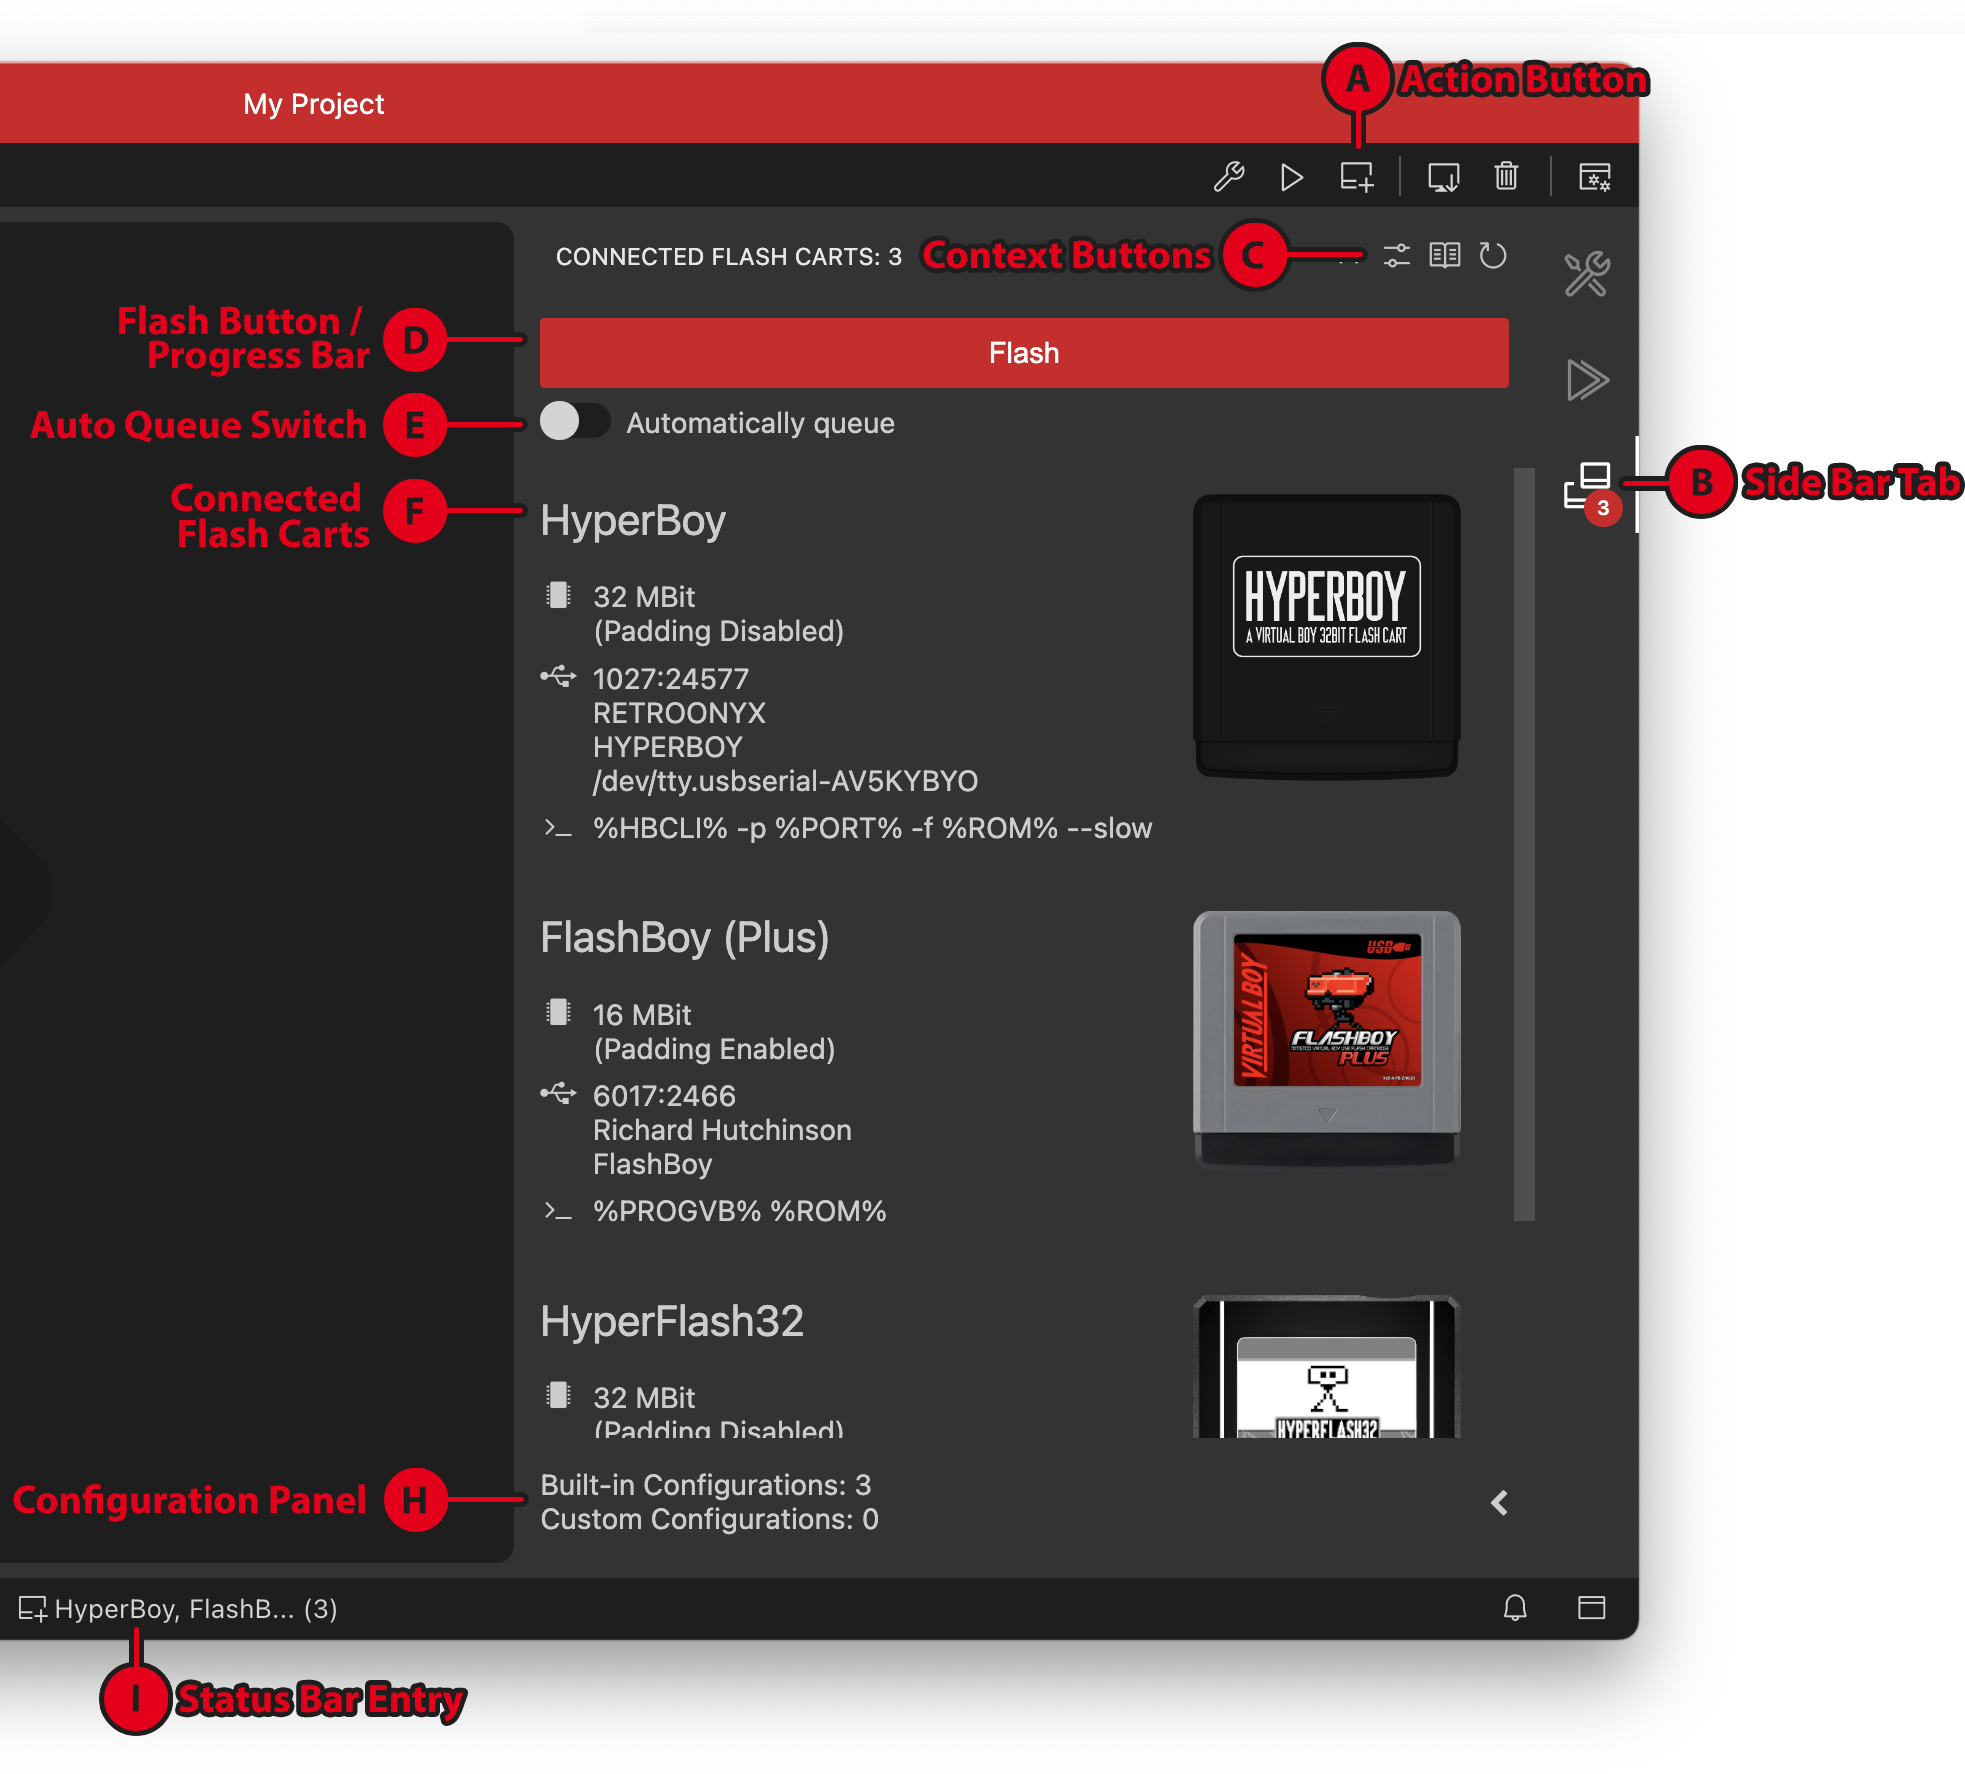 A Action Button
My Project
CONNECTED FLASH CARTS: 3
Context Buttons C
Flash Button /
Progress Bar
D
Flash
Auto Queue Switch E
Automatically queue
3
B Side Bar Tab
Connected
Flash Carts
F
HyperBoy
32 MBit
(Padding Disabled)
1027:24577
RETROONYX
HYPERBOY
/dev/tty.usbserial-AV5KYBYO
%HBCLI% -p %PORT% -f %ROM% --slow
HYPERBOY
A VIRTUAL BOY 32BIT FLASH CART
FlashBoy (Plus)
16 MBit
(Padding Enabled)
6017:2466
Richard Hutchinson
FlashBoy
%PROGVB% %ROM%
USB
VIRTUAL BOY
FLASHBOY
PLUS
HyperFlash32
32 MBit
(Padding Disabled)
HYPERFLASH32
Configuration Panel H
Built-in Configurations: 3
Custom Configurations: 0
HyperBoy, FlashB... (3)
I Status Bar Entry